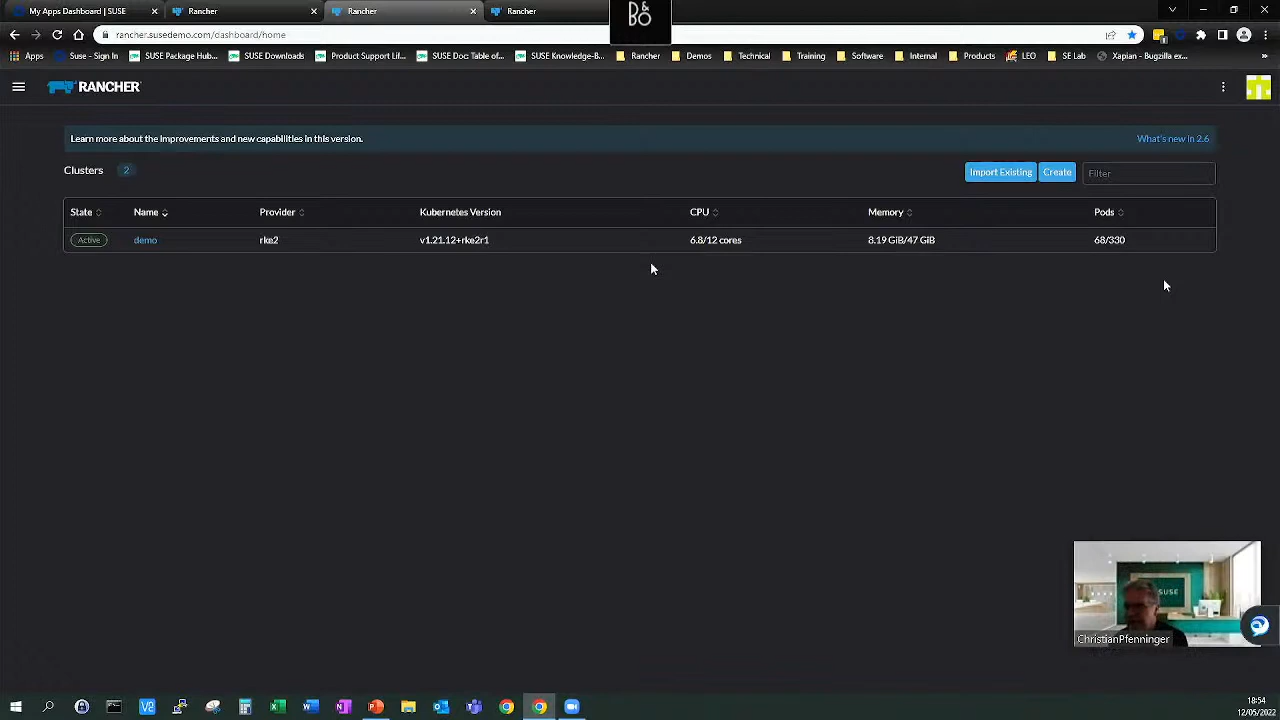 My Apps Dashboard | SUSE
Rancher
Rancher
Rancher
B&O
rancher.susedemo.com/dashboard/home
Apps
Suse - Sign In
SUSE Package Hub...
SUSE Downloads
Product Support Lif...
SUSE Doc: Table of...
SUSE Knowledge-B...
Rancher
Demos
Technical
Training
Software
Internal
Products
LEO
SE Lab
Xapian - Bugzilla ex...
RANCHER
Learn more about the improvements and new capabilities in this version.
What's new in 2.6
Clusters 2
Import Existing
Create
Filter
State Name Provider Kubernetes Version CPU Memory Pods
Active demo rke2 v1.21.12+rke2r1 6.8/12 cores 8.19 GiB/47 GiB 68/330
SUSE
ChristianPfenninger
18:54
12/05/2022